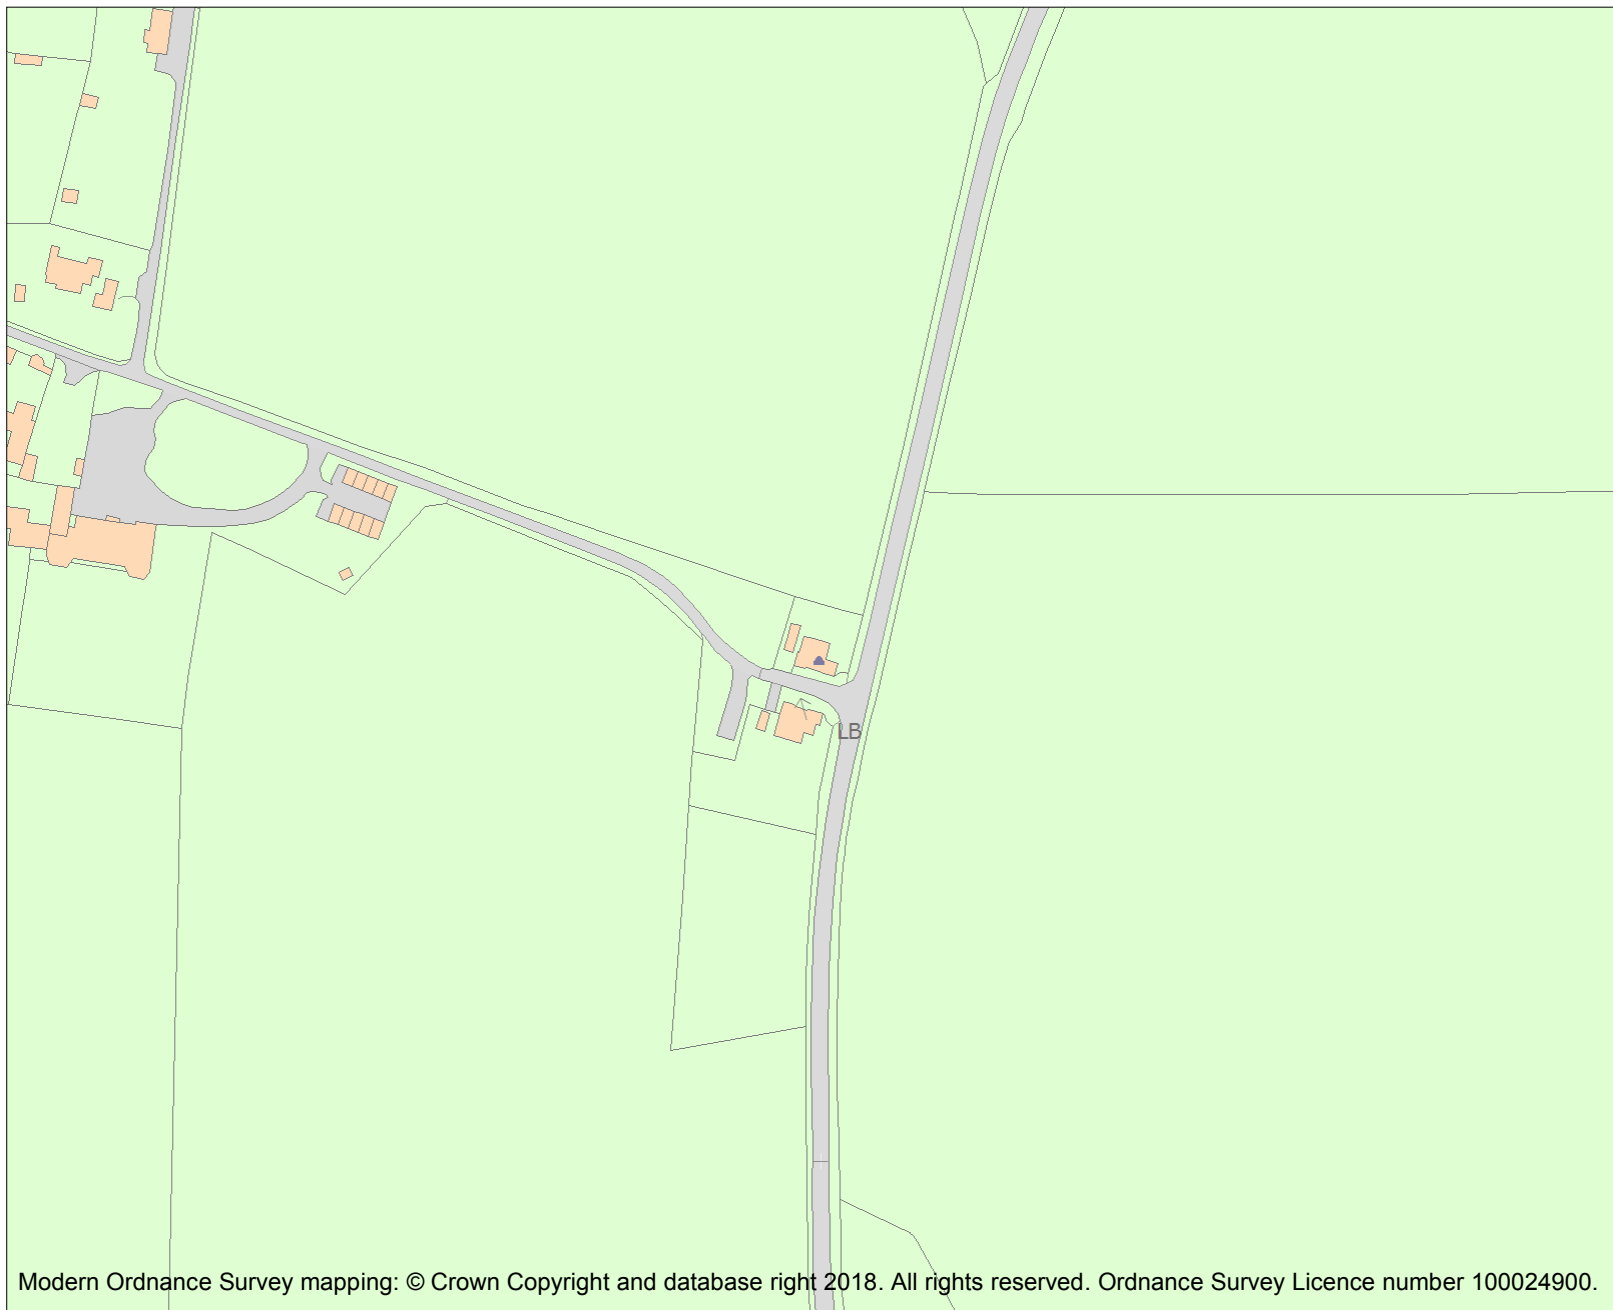 LB
Modern Ordnance Survey mapping: © Crown Copyright and database right 2018. All rights reserved. Ordnance Survey Licence number 100024900.